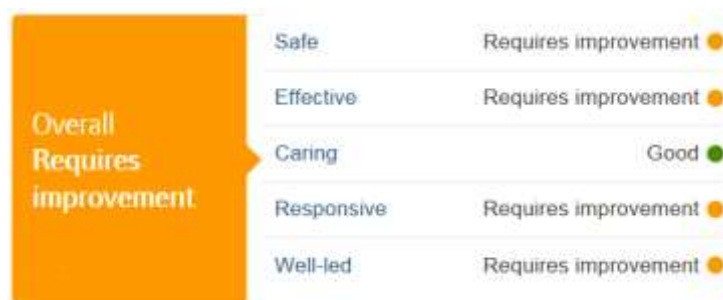 Overall
Requires
improvement
Safe Requires improvement
Effective Requires improvement
Caring Good
Responsive Requires improvement
Well-led Requires improvement